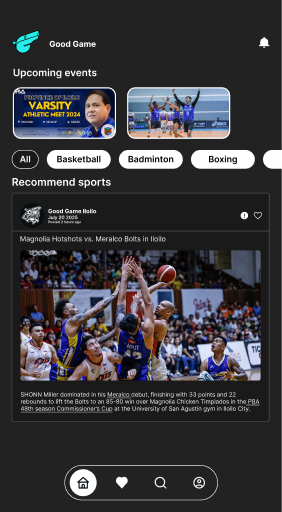 Good Game
Upcoming events
PROVINCE OF ILOILO
VARSITY
ATHLETIC MEET 2024
All
Basketball
Badminton
Boxing
Recommend sports
Good Game Iloilo
July 20 2025
Posted 2 hours ago
Magnolia Hotshots vs. Meralco Bolts in Iloilo
SHONN Miller dominated in his Meralco debut, finishing with 33 points and 22
rebounds to lift the Bolts to an 85-80 win over Magnolia Chicken Timplados in the PBA
48th season Commissioner's Cup at the University of San Agustin gym in Iloilo City.